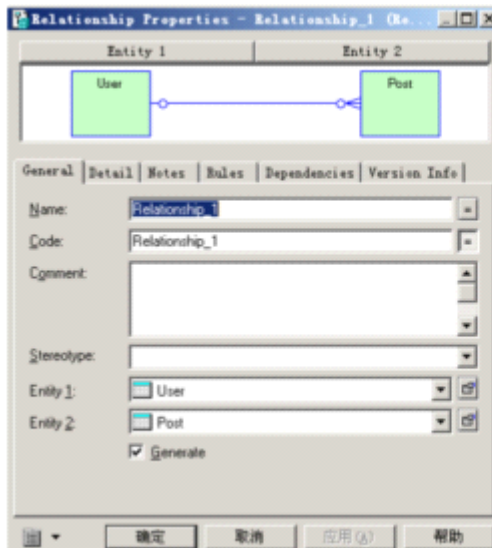 Relationship Properties - Relationship_1 (Re...
Entity 1 Entity 2
User Post
General Detail Notes Rules Dependencies Version Info
Name: Relationship_1 =
Code: Relationship_1 =
Comment:
Stereotype:
Entity 1: User
Entity 2: Post
Generate
确定 取消 应用(A) 帮助